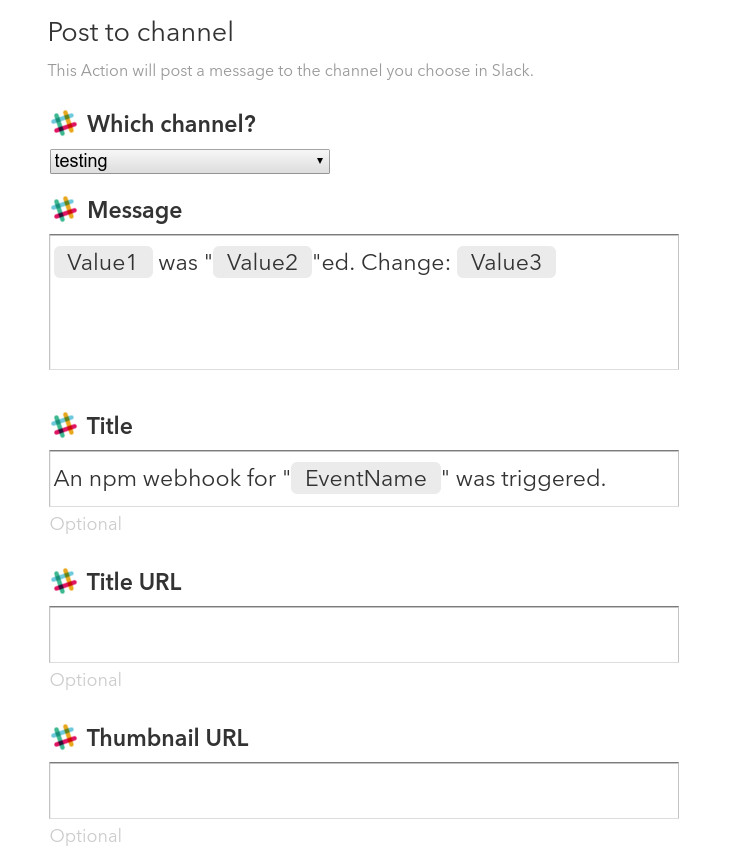 Post to channel
This Action will post a message to the channel you choose in Slack.
Which channel?
testing
Message
Value1 was "Value2"ed. Change: Value3
Title
An npm webhook for "EventName" was triggered.
Optional
Title URL
Optional
Thumbnail URL
Optional